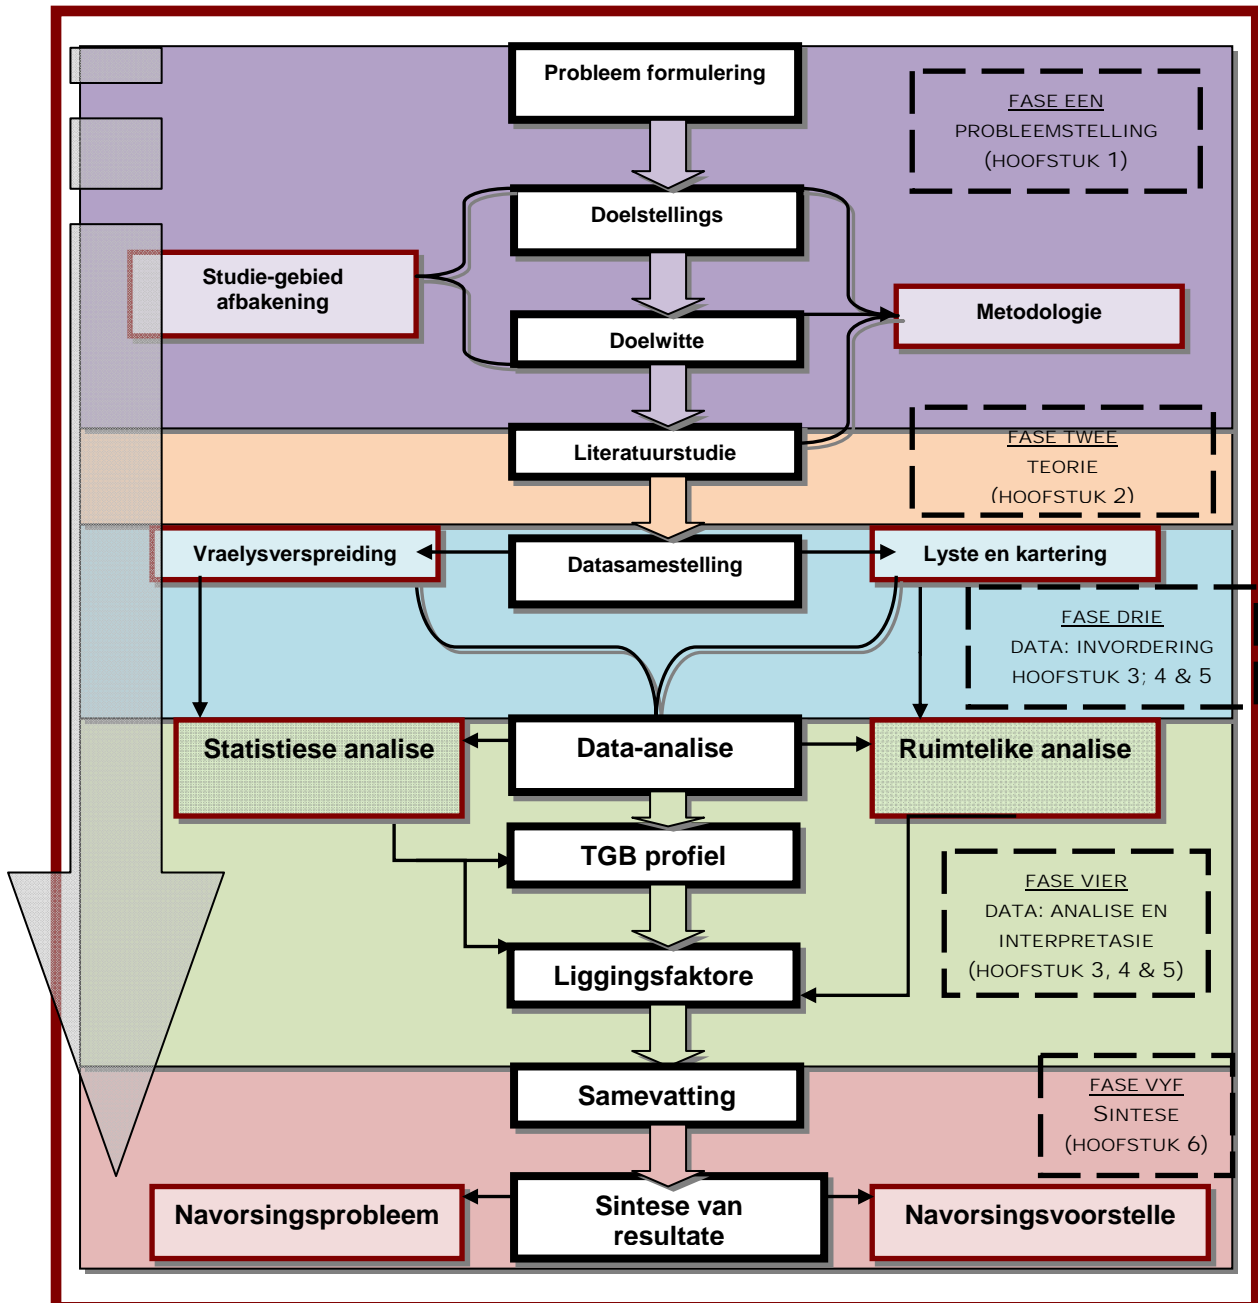 Probleem formulering
FASE EEN
PROBLEEMSTELLING
(HOOFSTUK 1)
Doelstellings
Studie-gebied
afbakening
Metodologie
Doelwitte
Literatuurstudie
FASE TWEE
TEORIE
(HOOFSTUK 2)
Vraelysverspreiding
Datasamestelling
Lyste en kartering
FASE DRIE
DATA: INVORDERING
HOOFSTUK 3; 4 & 5
Statistiese analise
Data-analise
Ruimtelike analise
TGB profiel
FASE VIER
DATA: ANALISE EN
INTERPRETASIE
(HOOFSTUK 3, 4 & 5)
Liggingsfaktore
Samevatting
FASE VYF
SINTESE
(HOOFSTUK 6)
Navorsingsprobleem
Sintese van
resultate
Navorsingsvoorstelle